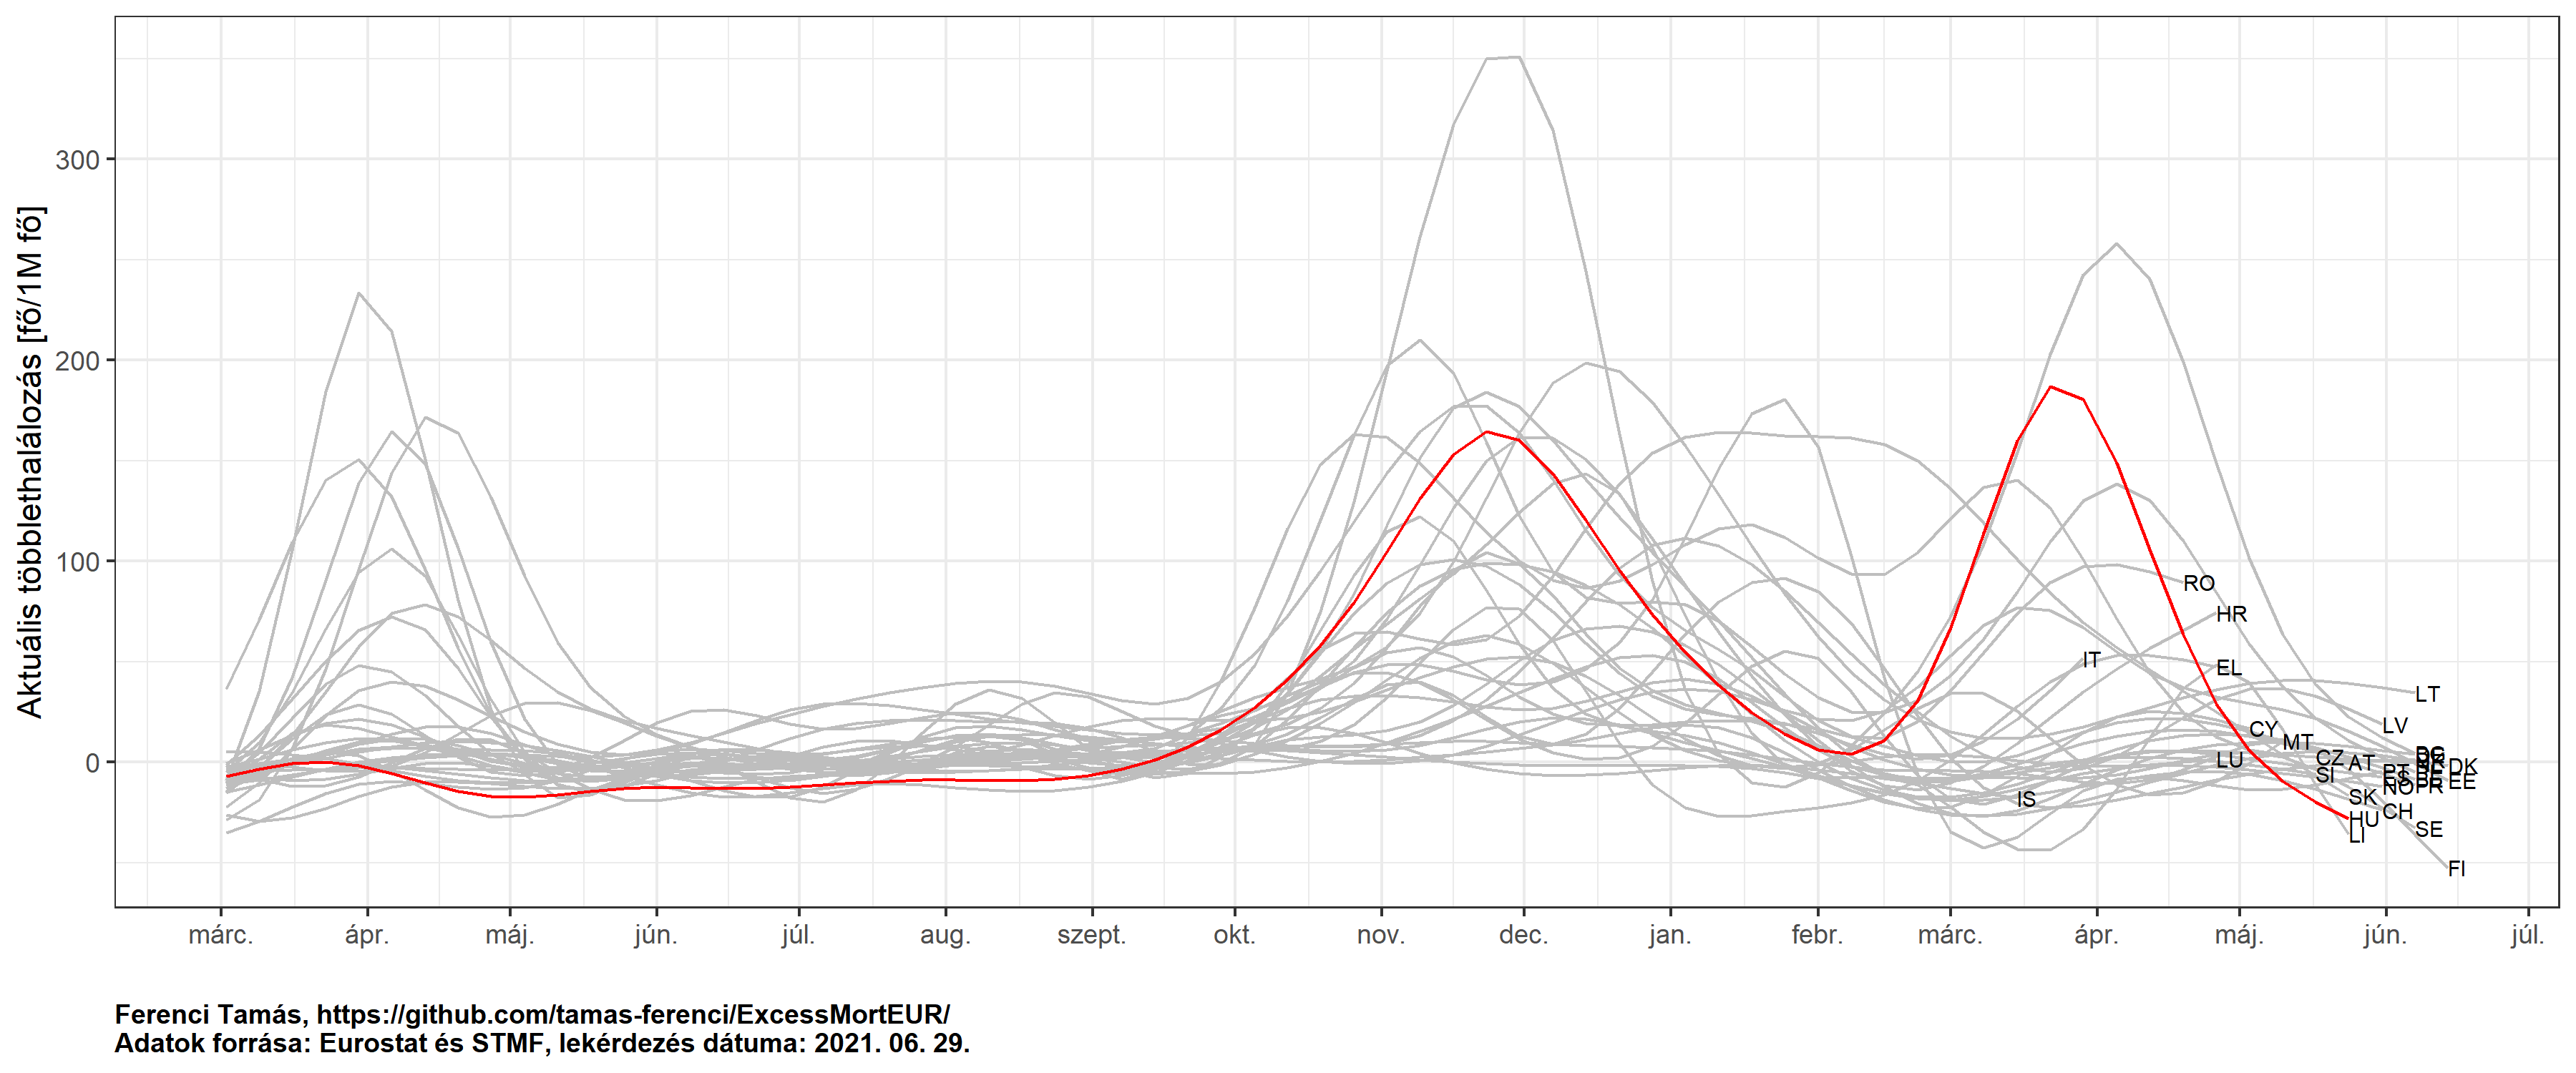 Aktuális többlethalálozás [fő/1M fő]
300
200
100
0
RO
HR
IT
EL
LT
CY
LV
MT
LU
CZ
AT
DK
SI
EE
NO
FR
IS
SK
CH
HU
SE
LI
FI
márc. ápr. máj. jún. júl. aug. szept. okt. nov. dec. jan. febr. márc. ápr. máj. jún. júl.
Ferenci Tamás, https://github.com/tamas-ferenci/ExcessMortEUR/
Adatok forrása: Eurostat és STMF, lekérdezés dátuma: 2021. 06. 29.